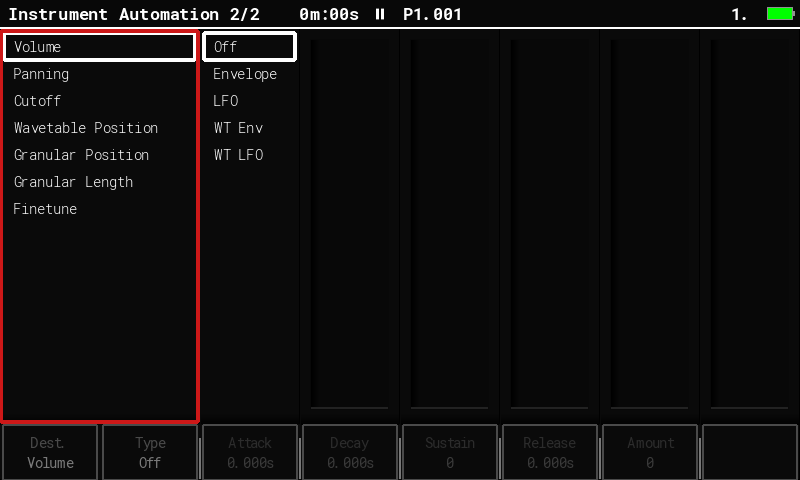 Instrument Automation 2/2 0m:00s P1.001 1.
Volume
Panning
Cutoff
Wavetable Position
Granular Position
Granular Length
Finetune
Off
Envelope
LFO
WT Env
WT LFO
Dest. Type Attack Decay Sustain Release Amount
Volume Off 0.000s 0.000s 0 0.000s 0